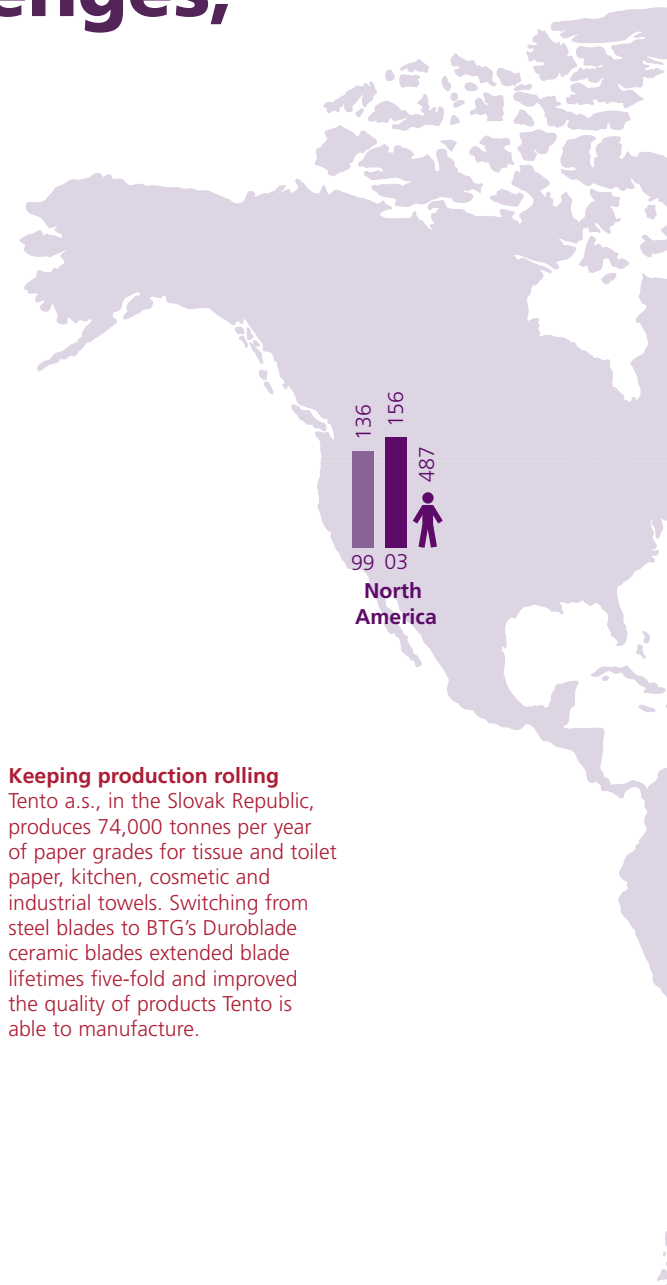 136
156
487
99 03
North
America
Keeping production rolling
Tento a.s., in the Slovak Republic,
produces 74,000 tonnes per year
of paper grades for tissue and toilet
paper, kitchen, cosmetic and
industrial towels. Switching from
steel blades to BTG’s Duroblade
ceramic blades extended blade
lifetimes five-fold and improved
the quality of products Tento is
able to manufacture.